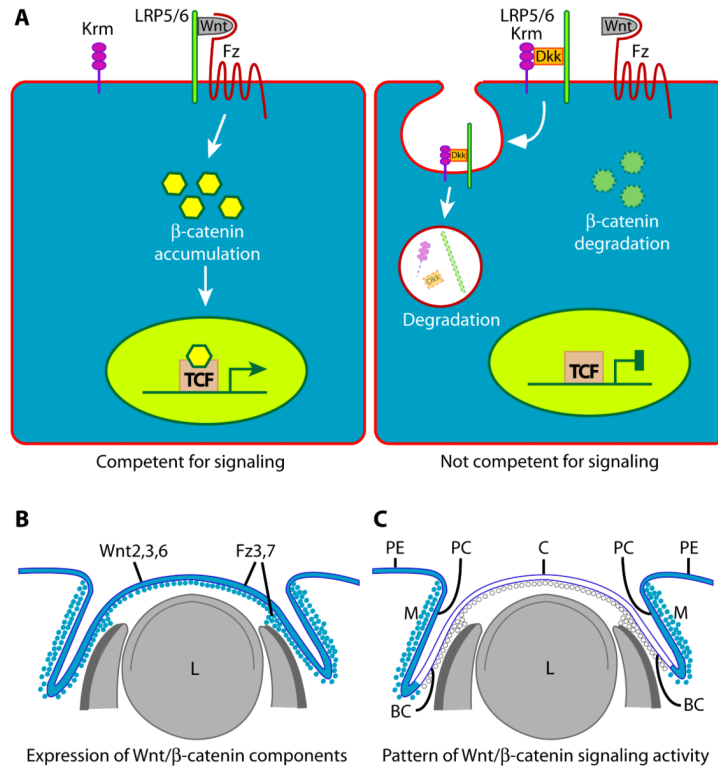 A
Krm
LRP5/6
Wnt
Fz
β-catenin
accumulation
TCF
Competent for signaling
LRP5/6
Krm
Dkk
Wnt
Fz
Dkk
Dkk
Degradation
β-catenin
degradation
TCF
Not competent for signaling
B
Wnt2,3,6
Fz3,7
L
Expression of Wnt/β-catenin components
C
PE
PC
C
PC
PE
M
M
L
BC
BC
Pattern of Wnt/β-catenin signaling activity